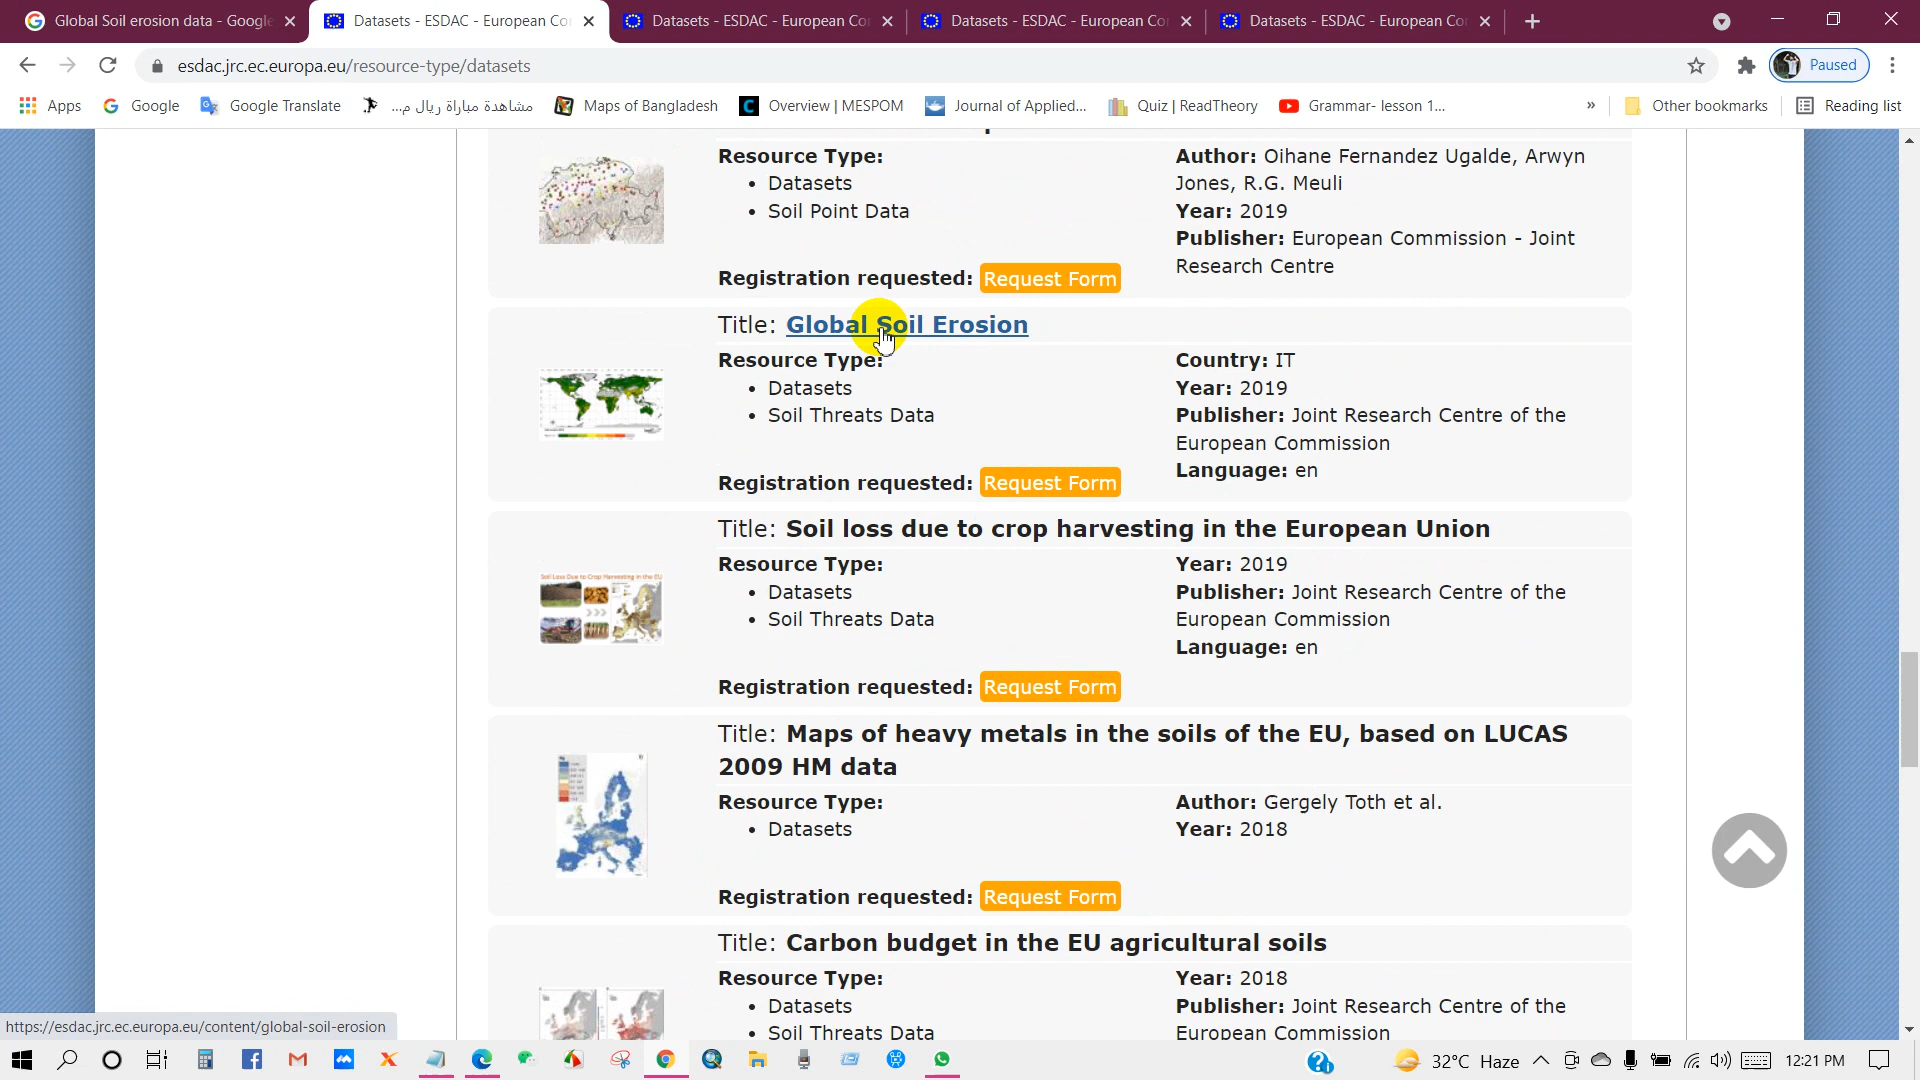 Global Soil erosion data - Google
Datasets - ESDAC - European Co
Datasets - ESDAC - European Co
Datasets - ESDAC - European Co
Datasets - ESDAC - European Co
esdac.jrc.ec.europa.eu/resource-type/datasets
Paused
Apps
Google
Google Translate
مشاهدة مباراة ريال م...
Maps of Bangladesh
Overview | MESPOM
Journal of Applied...
Quiz | ReadTheory
Grammar- lesson 1...
»
Other bookmarks
Reading list
Resource Type:
• Datasets
• Soil Point Data
Author: Oihane Fernandez Ugalde, Arwyn
Jones, R.G. Meuli
Year: 2019
Publisher: European Commission - Joint
Research Centre
Registration requested: Request Form
Title: Global Soil Erosion
Resource Type:
• Datasets
• Soil Threats Data
Country: IT
Year: 2019
Publisher: Joint Research Centre of the
European Commission
Language: en
Registration requested: Request Form
Title: Soil loss due to crop harvesting in the European Union
Soil Loss Due to Crop Harvesting in the EU
Resource Type:
• Datasets
• Soil Threats Data
Year: 2019
Publisher: Joint Research Centre of the
European Commission
Language: en
Registration requested: Request Form
Title: Maps of heavy metals in the soils of the EU, based on LUCAS
2009 HM data
Resource Type:
• Datasets
Author: Gergely Toth et al.
Year: 2018
Registration requested: Request Form
Title: Carbon budget in the EU agricultural soils
Resource Type:
• Datasets
• Soil Threats Data
Year: 2018
Publisher: Joint Research Centre of the
European Commission
https://esdac.jrc.ec.europa.eu/content/global-soil-erosion
32°C Haze
12:21 PM